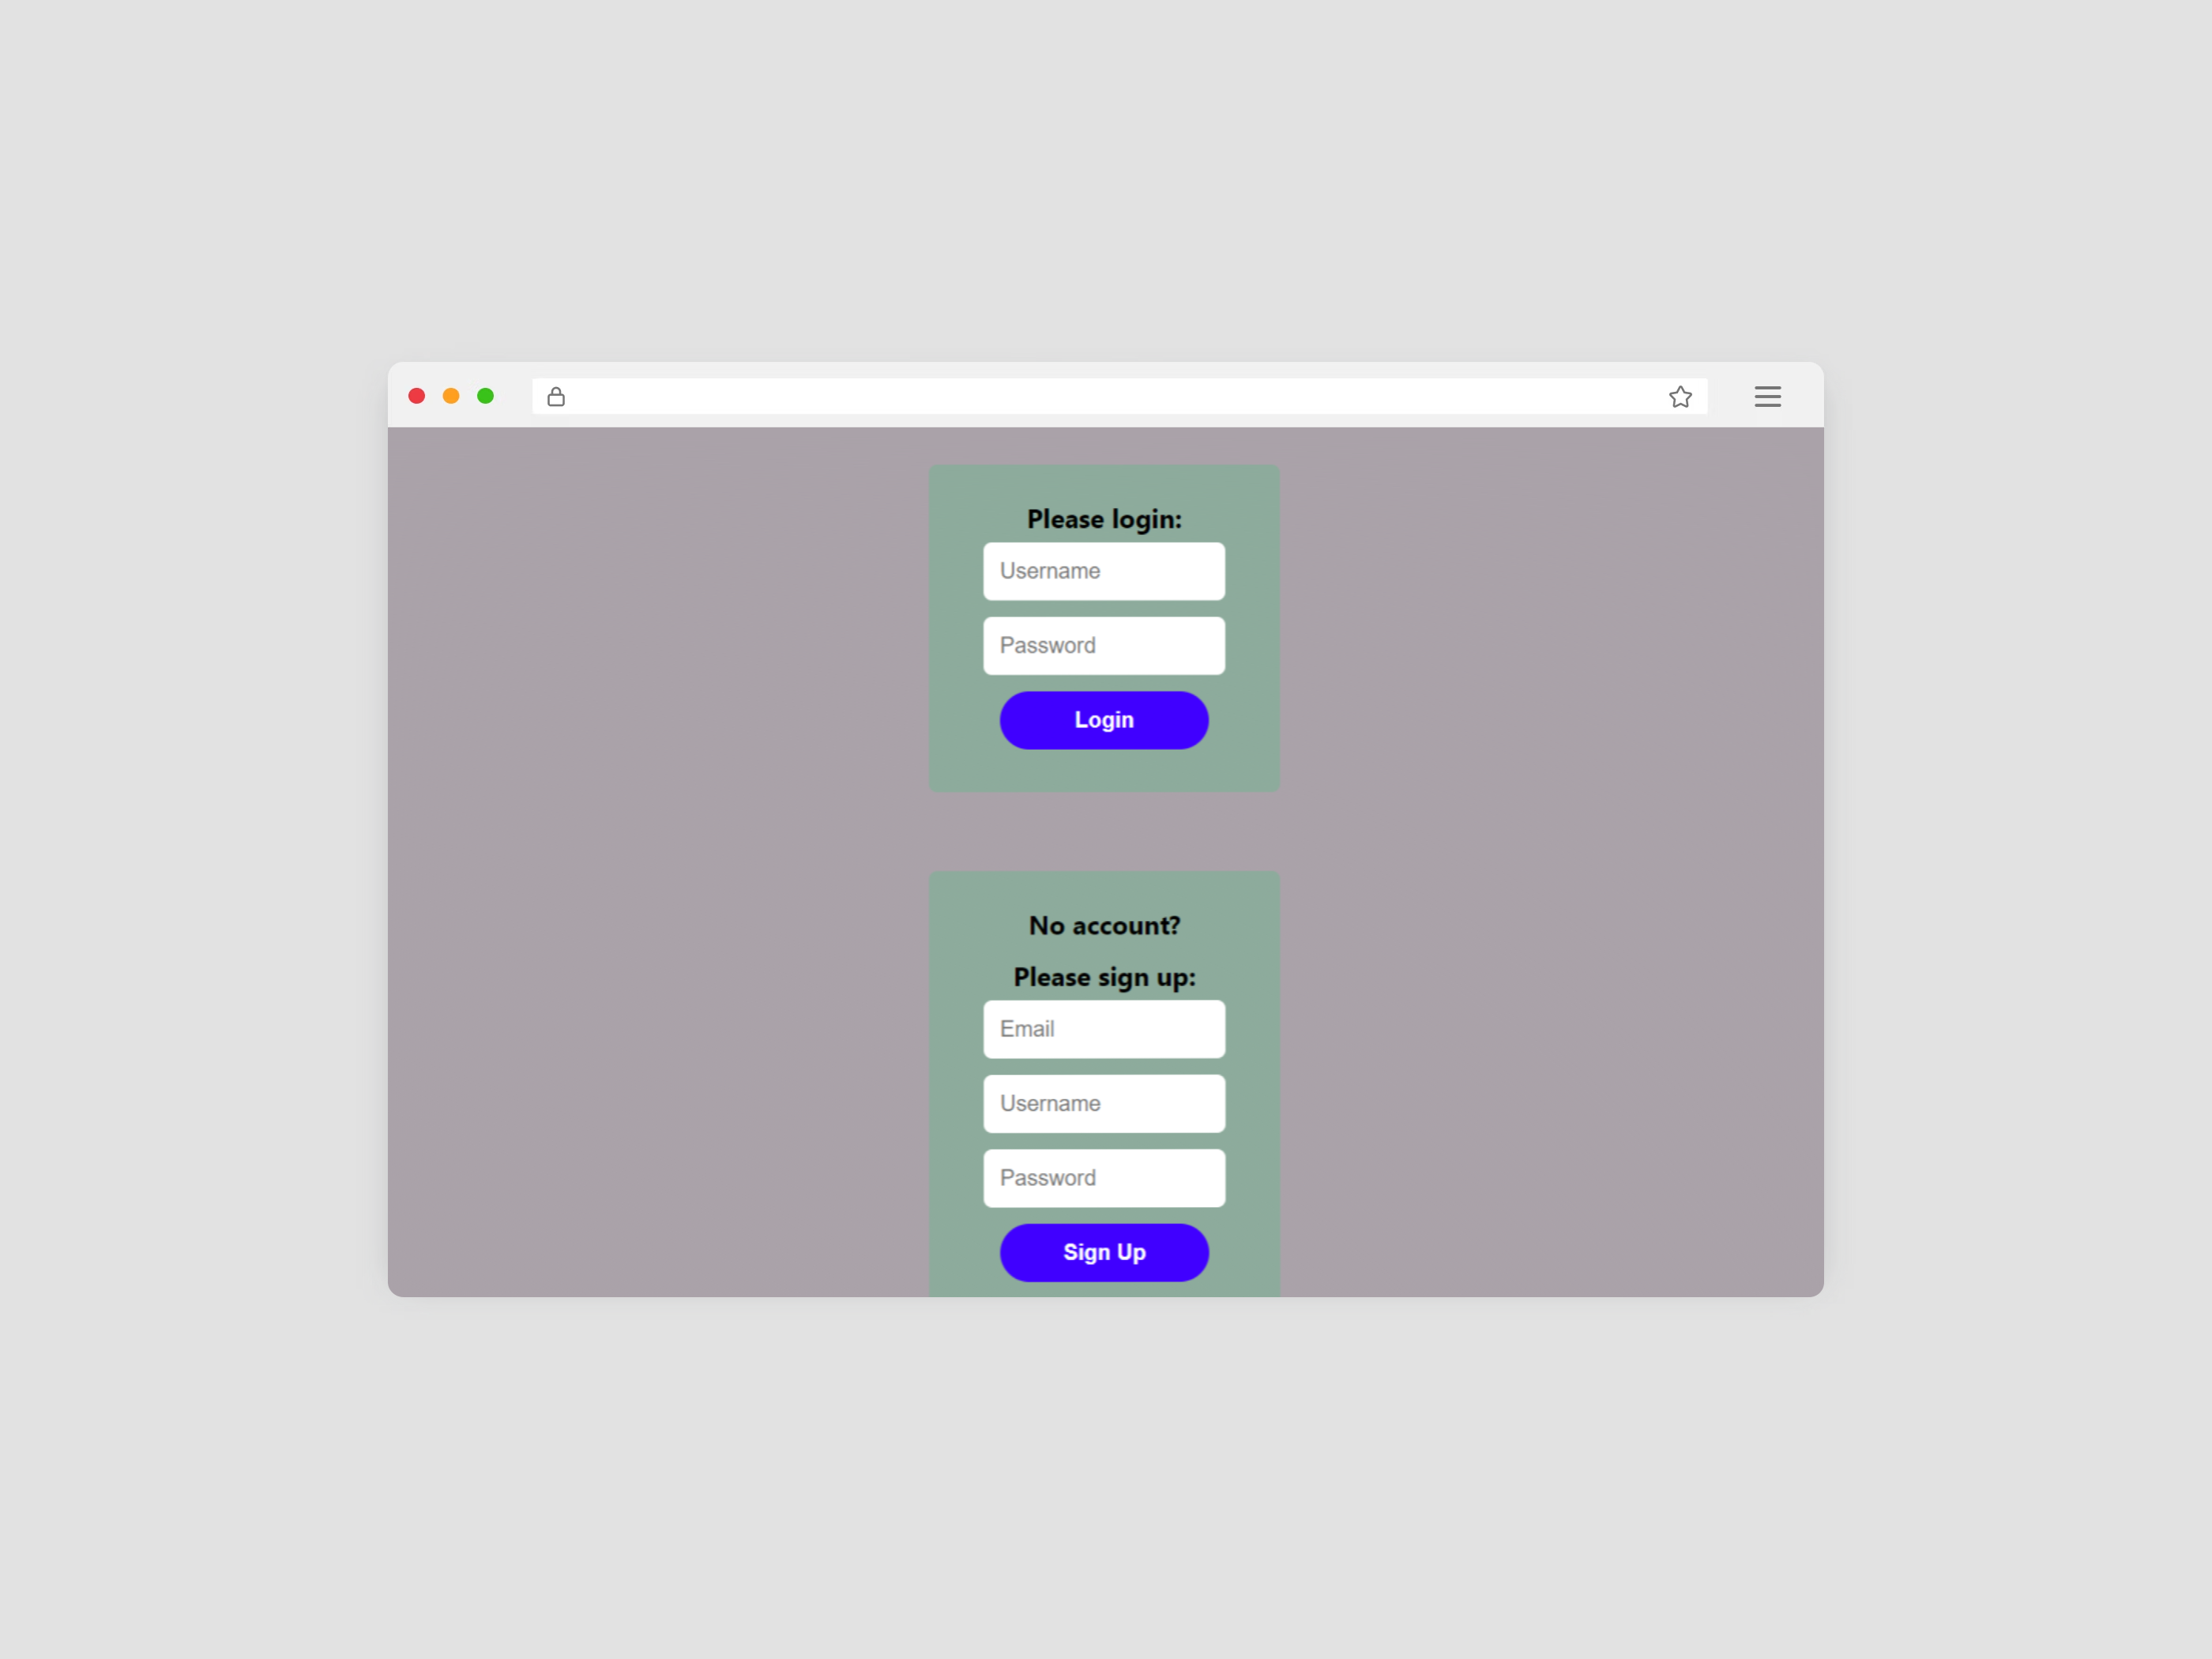 Please login:
Username
Password
Login
No account?
Please sign up:
Email
Username
Password
Sign Up